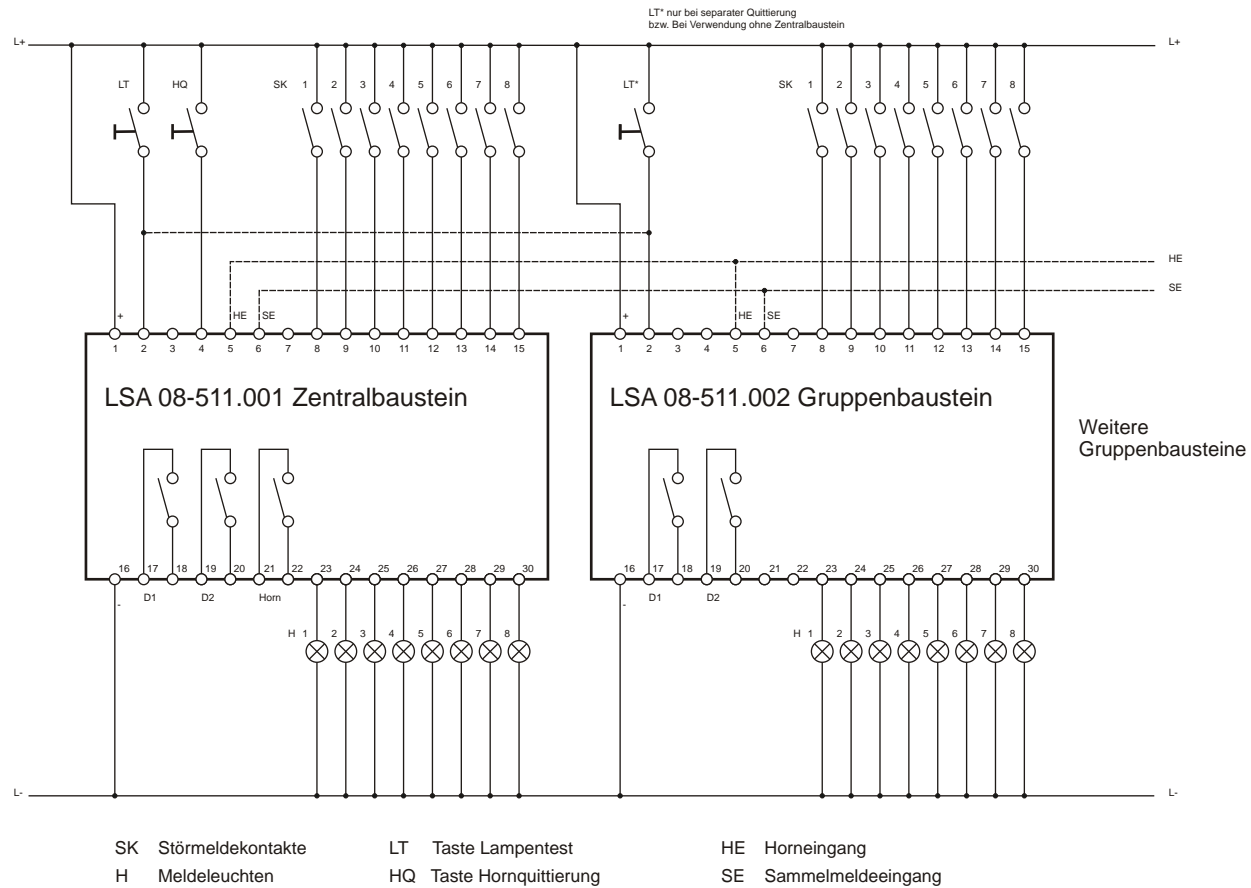 LT* nur bei separater Quittierung
bzw. Bei Verwendung ohne Zentralbaustein
L+ L+
LT HQ SK 1 2 3 4 5 6 7 8 LT* SK 1 2 3 4 5 6 7 8
HE
SE
+ HE SE + HE SE
1 2 3 4 5 6 7 8 9 10 11 12 13 14 15 1 2 3 4 5 6 7 8 9 10 11 12 13 14 15
LSA 08-511.001 Zentralbaustein LSA 08-511.002 Gruppenbaustein
Weitere
Gruppenbausteine
16 17 18 19 20 21 22 23 24 25 26 27 28 29 30 16 17 18 19 20 21 22 23 24 25 26 27 28 29 30
- D1 D2 Horn - D1 D2
H 1 2 3 4 5 6 7 8 H 1 2 3 4 5 6 7 8
L- L-
SK Störmeldekontakte LT Taste Lampentest HE Horneingang
H Meldeleuchten HQ Taste Hornquittierung SE Sammelmeldeeingang